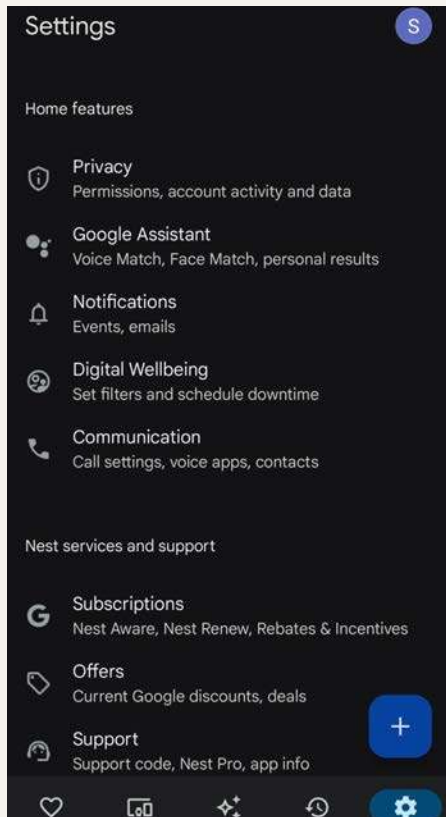 Settings
S
Home features
Privacy
Permissions, account activity and data
Google Assistant
Voice Match, Face Match, personal results
Notifications
Events, emails
Digital Wellbeing
Set filters and schedule downtime
Communication
Call settings, voice apps, contacts
Nest services and support
Subscriptions
Nest Aware, Nest Renew, Rebates & Incentives
Offers
Current Google discounts, deals
Support
Support code, Nest Pro, app info